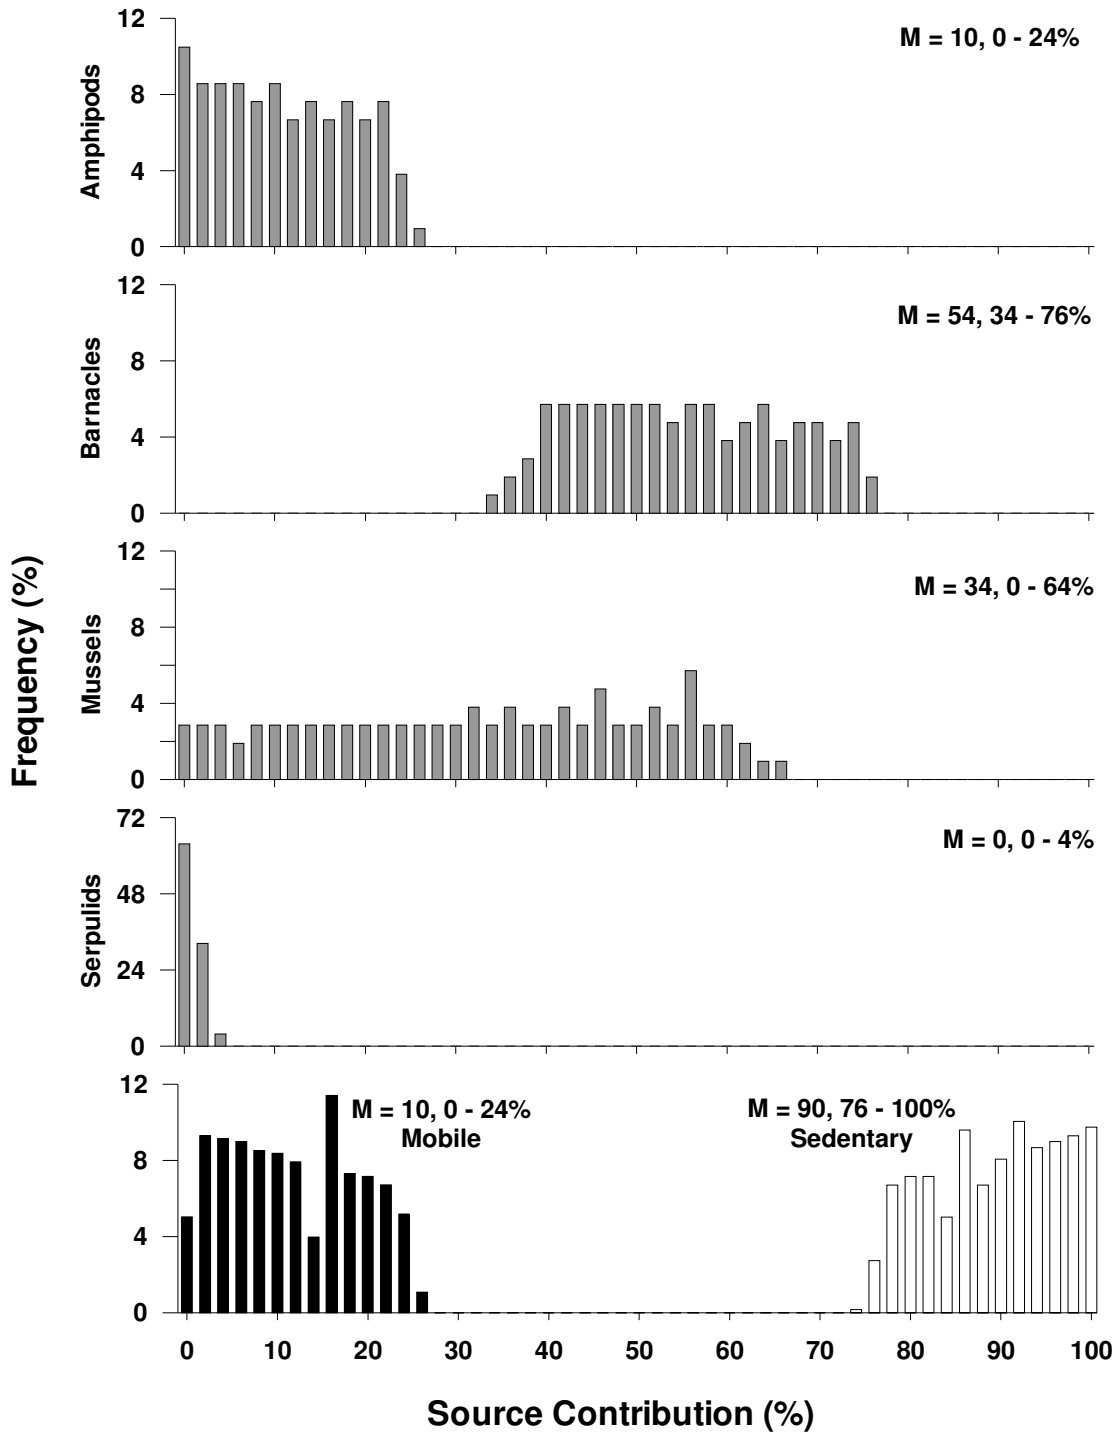 Frequency (%)
Amphipods
12
8
4
0
M = 10, 0 - 24%
Barnacles
12
8
4
0
M = 54, 34 - 76%
Mussels
12
8
4
0
M = 34, 0 - 64%
Serpulids
72
48
24
0
M = 0, 0 - 4%
12
8
4
0
M = 10, 0 - 24%
Mobile
M = 90, 76 - 100%
Sedentary
0 10 20 30 40 50 60 70 80 90 100
Source Contribution (%)